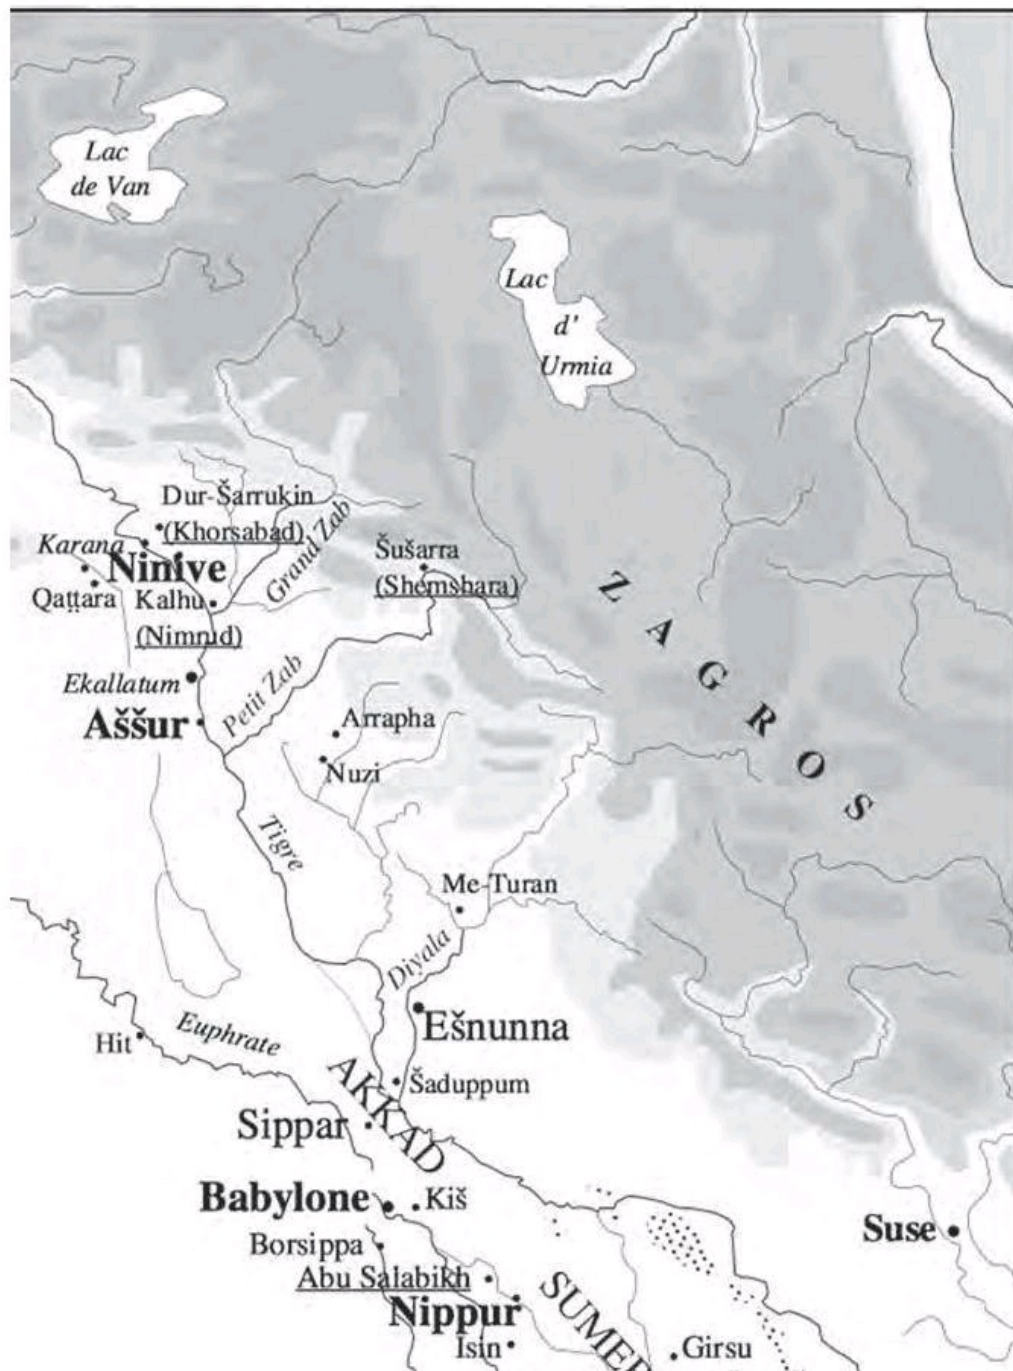 Lac
de Van
Lac
d'
Urmia
Dur-Šarrukin
(Khorsabad)
Grand Zab
Karana
Ninive
Šušarra
(Shemshara)
Qaṭṭara
Kalhu
(Nimrud)
ZAGROS
Ekallatum
Petit Zab
Aššur
Arrapha
Nuzi
Tigre
Me-Turan
Diyala
Ešnunna
Euphrate
Hit
AKKAD
Šaduppum
Sippar
Babylone
Kiš
Suse
Borsippa
Abu Salabikh
Nippur
SUMER
Isin
Girsu